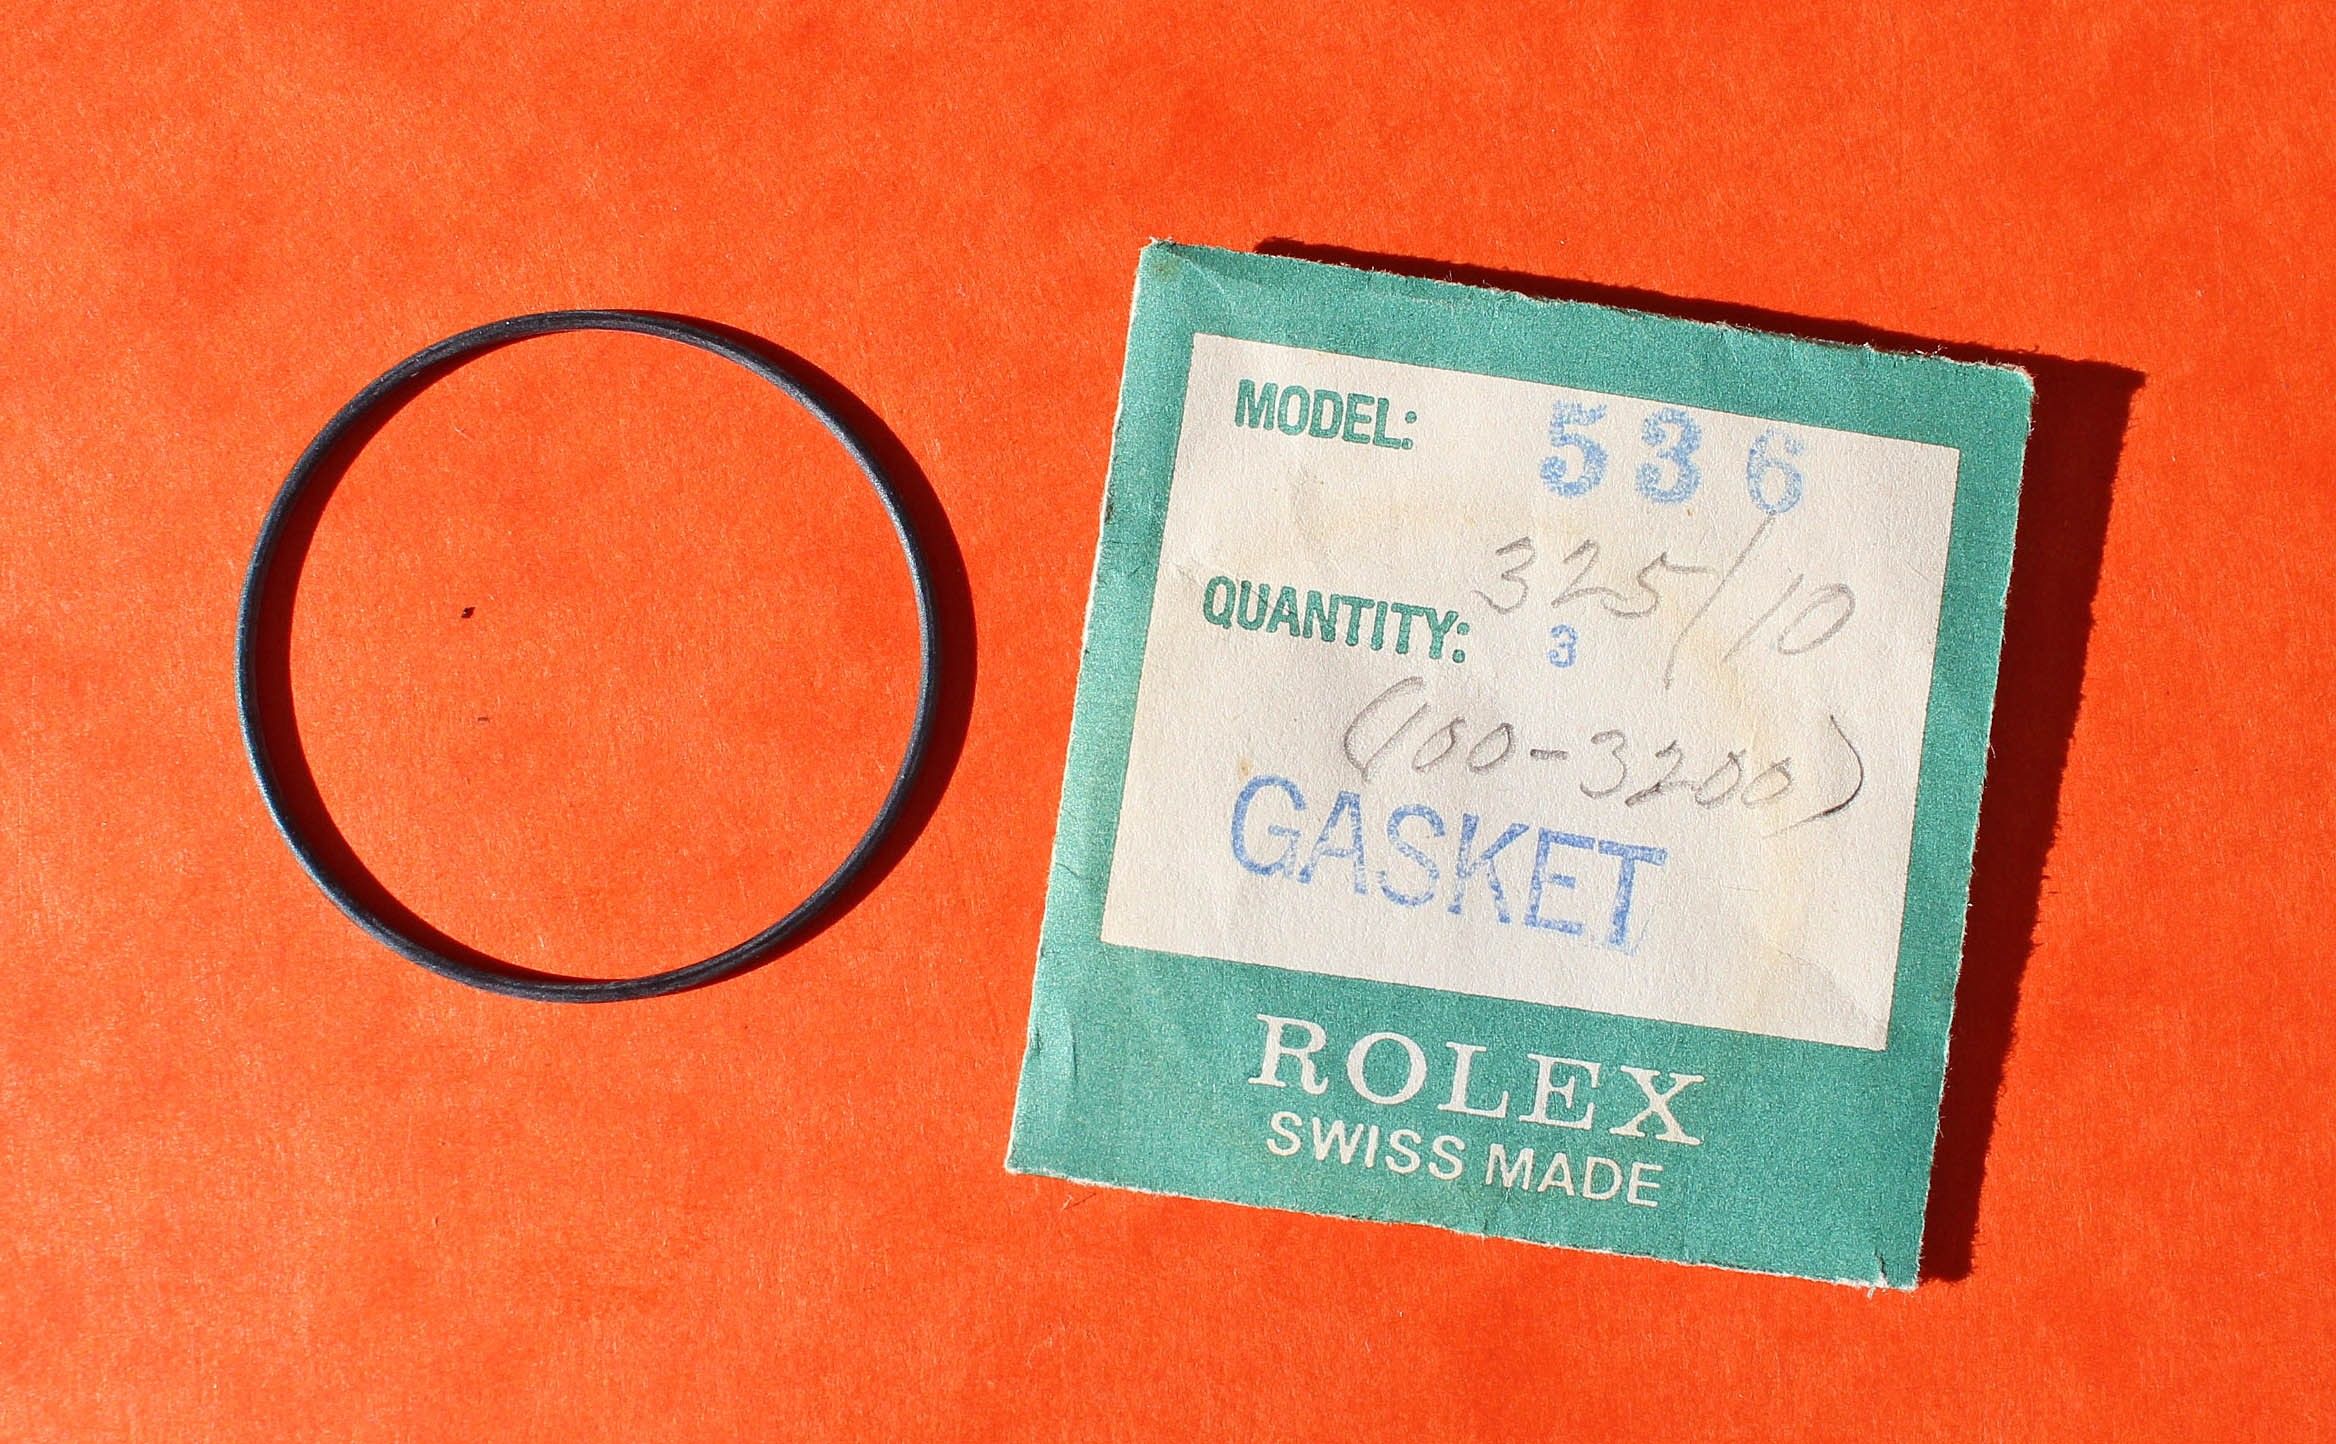 MODEL: 536
325/10
QUANTITY: 3
(100-3200)
GASKET
ROLEX
SWISS MADE